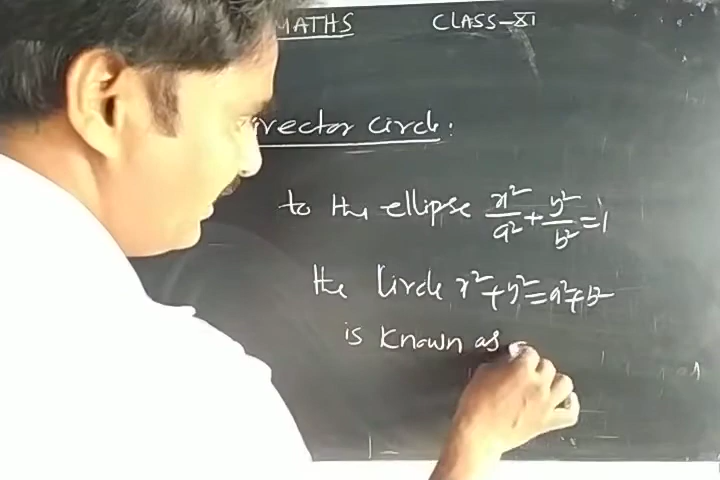 MATHS CLASS-XI
irector Circle:
to the ellipse x²/a² + y²/b² = 1
the Circle x²+y²=a²+b²
is known as